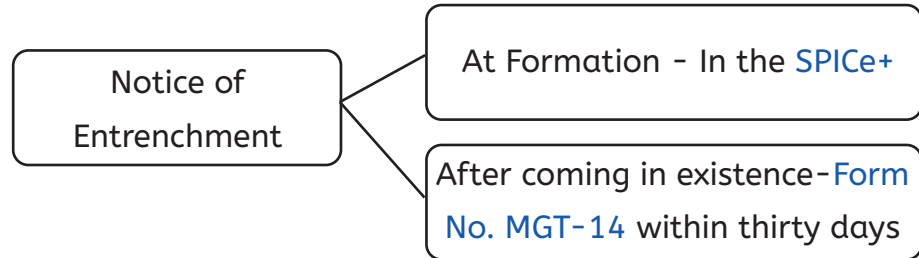 Notice of
Entrenchment
At Formation - In the SPICe+
After coming in existence-Form
No. MGT-14 within thirty days